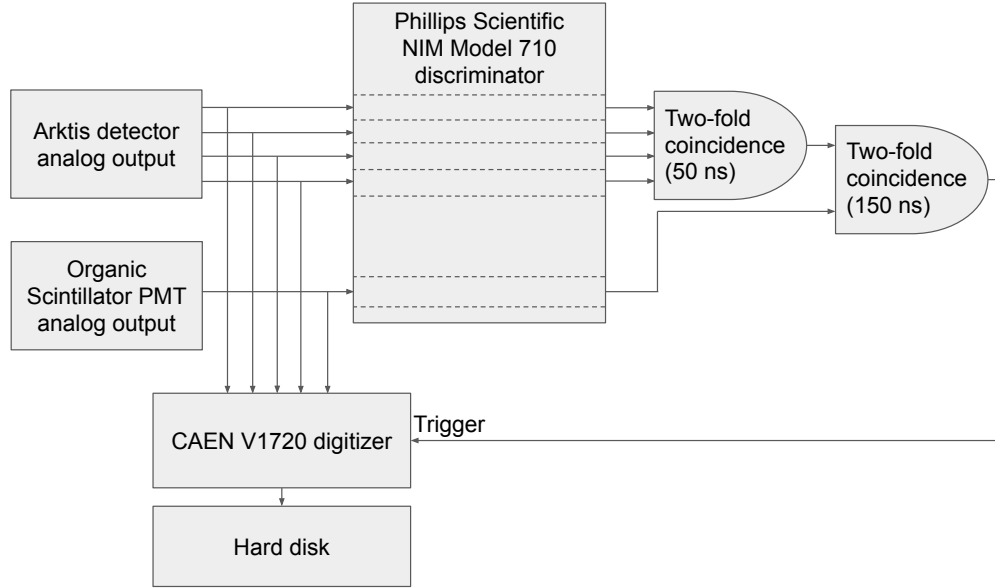 Phillips Scientific
NIM Model 710
discriminator
Arktis detector
analog output
Two-fold
coincidence
(50 ns)
Two-fold
coincidence
(150 ns)
Organic
Scintillator PMT
analog output
CAEN V1720 digitizer
Trigger
Hard disk